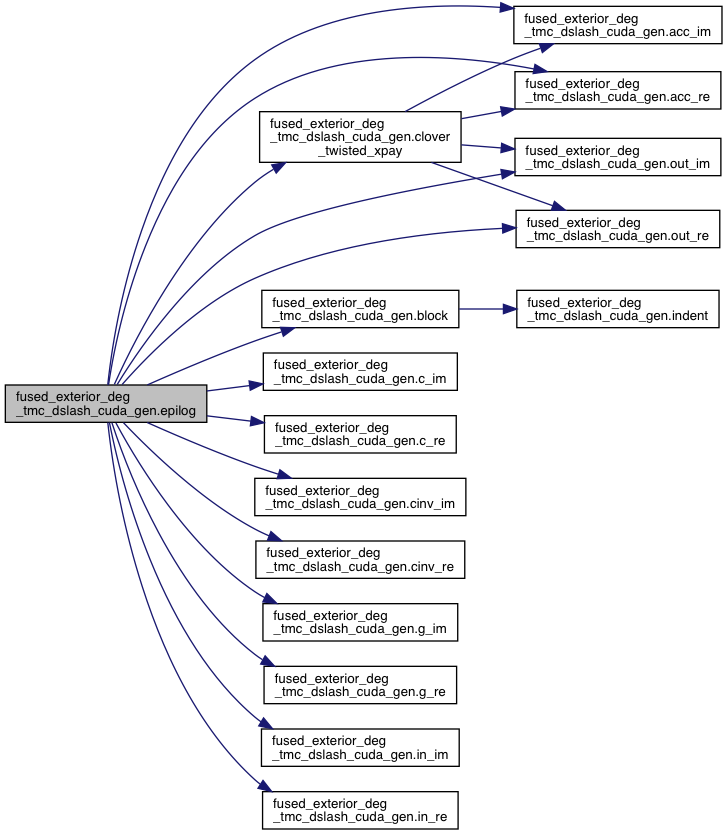 fused_exterior_deg
_tmc_dslash_cuda_gen.epilog
fused_exterior_deg
_tmc_dslash_cuda_gen.acc_im
fused_exterior_deg
_tmc_dslash_cuda_gen.acc_re
fused_exterior_deg
_tmc_dslash_cuda_gen.clover
_twisted_xpay
fused_exterior_deg
_tmc_dslash_cuda_gen.out_im
fused_exterior_deg
_tmc_dslash_cuda_gen.out_re
fused_exterior_deg
_tmc_dslash_cuda_gen.block
fused_exterior_deg
_tmc_dslash_cuda_gen.indent
fused_exterior_deg
_tmc_dslash_cuda_gen.c_im
fused_exterior_deg
_tmc_dslash_cuda_gen.c_re
fused_exterior_deg
_tmc_dslash_cuda_gen.cinv_im
fused_exterior_deg
_tmc_dslash_cuda_gen.cinv_re
fused_exterior_deg
_tmc_dslash_cuda_gen.g_im
fused_exterior_deg
_tmc_dslash_cuda_gen.g_re
fused_exterior_deg
_tmc_dslash_cuda_gen.in_im
fused_exterior_deg
_tmc_dslash_cuda_gen.in_re